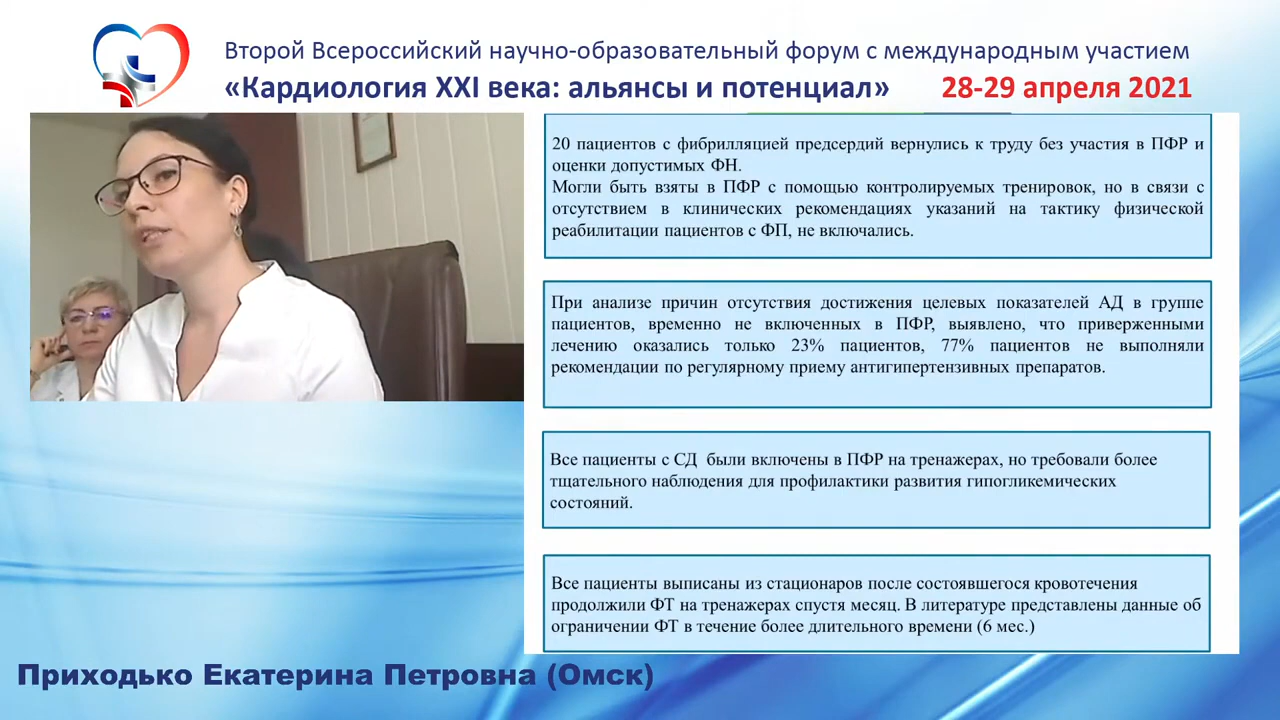 Второй Всероссийский научно-образовательный форум с международным участием
«Кардиология XXI века: альянсы и потенциал» 28-29 апреля 2021
20 пациентов с фибрилляцией предсердий вернулись к труду без участия в ПФР и
оценки допустимых ФН.
Могли быть взяты в ПФР с помощью контролируемых тренировок, но в связи с
отсутствием в клинических рекомендациях указаний на тактику физической
реабилитации пациентов с ФП, не включались.
При анализе причин отсутствия достижения целевых показателей АД в группе
пациентов, временно не включенных в ПФР, выявлено, что приверженными
лечению оказались только 23% пациентов, 77% пациентов не выполняли
рекомендации по регулярному приему антигипертензивных препаратов.
Все пациенты с СД были включены в ПФР на тренажерах, но требовали более
тщательного наблюдения для профилактики развития гипогликемических
состояний.
Все пациенты выписаны из стационаров после состоявшегося кровотечения
продолжили ФТ на тренажерах спустя месяц. В литературе представлены данные об
ограничении ФТ в течение более длительного времени (6 мес.)
Приходько Екатерина Петровна (Омск)